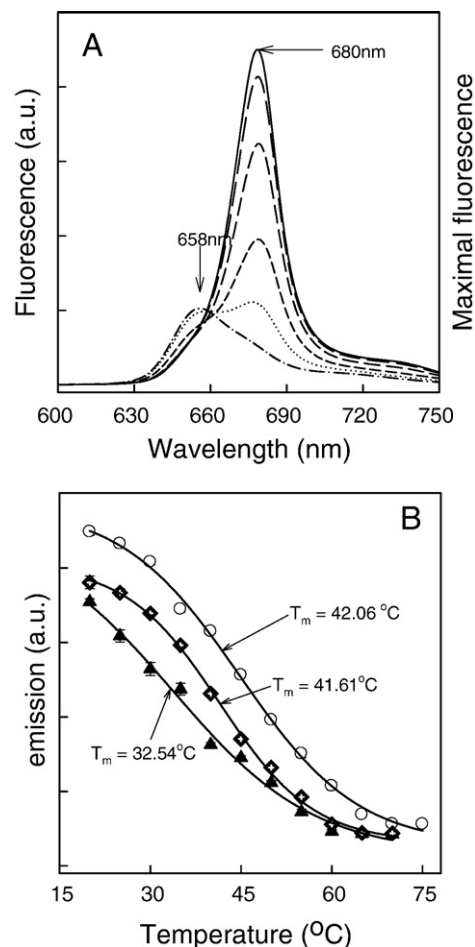 A
680nm
658nm
Fluorescence (a.u.)
Maximal fluorescence
600 630 660 690 720 750
Wavelength (nm)
B
Tm = 42.06 °C
Tm = 41.61°C
Tm = 32.54°C
emission (a.u.)
15 30 45 60 75
Temperature (°C)